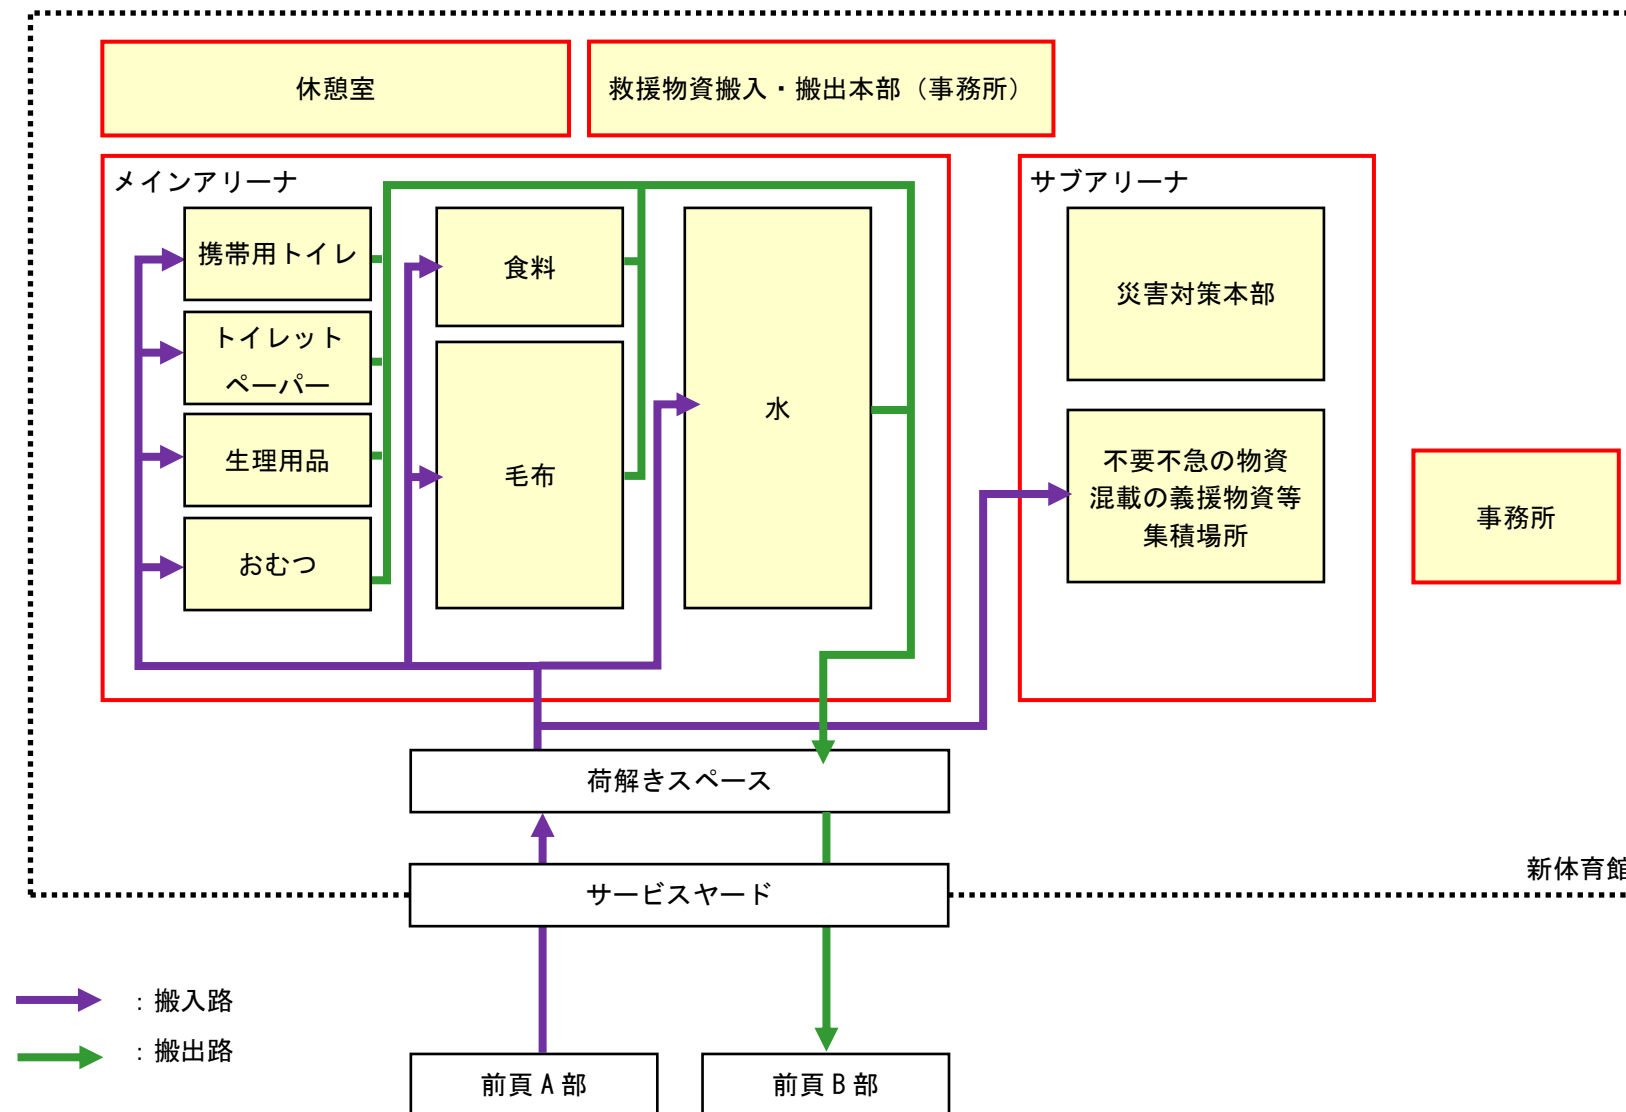 休憩室
救援物資搬入・搬出本部（事務所）
メインアリーナ
サブアリーナ
携帯用トイレ
トイレット
ペーパー
生理用品
おむつ
食料
毛布
水
災害対策本部
不要不急の物資
混載の義援物資等
集積場所
事務所
荷解きスペース
サービスヤード
新体育館
：搬入路
：搬出路
前頁A部
前頁B部